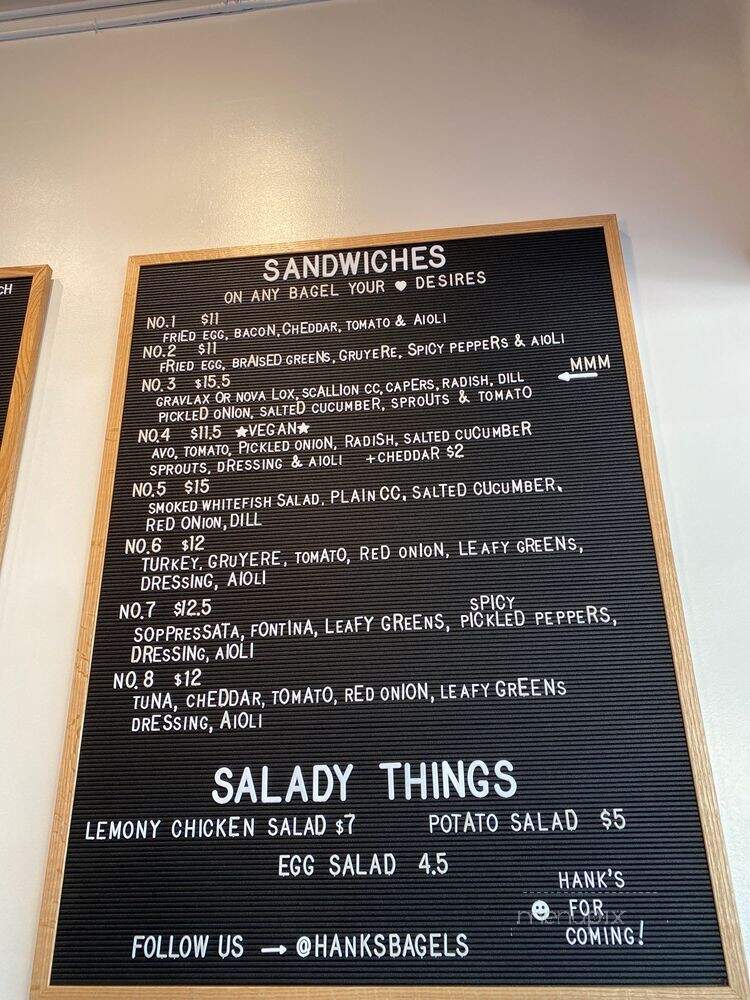 CH
SANDWICHES
ON ANY BAGEL YOUR ♥ DESIRES
NO.1 $11
FRIED EGG, BACON, CHEDDAR, TOMATO & AIOLI
NO.2 $11
FRIED EGG, BRAISED GREENS, GRUYERE, SPICY PEPPERS & AIOLI
NO.3 $15.5
MMM
GRAVLAX OR NOVA LOX, SCALLION CC, CAPERS, RADISH, DILL ←
PICKLED ONION, SALTED CUCUMBER, SPROUTS & TOMATO
NO.4 $11.5 ★VEGAN★
AVO, TOMATO, PICKLED ONION, RADISH, SALTED CUCUMBER
SPROUTS, DRESSING & AIOLI +CHEDDAR $2
NO.5 $15
SMOKED WHITEFISH SALAD, PLAIN CC, SALTED CUCUMBER,
RED ONION, DILL
NO.6 $12
TURKEY, GRUYERE, TOMATO, RED ONION, LEAFY GREENS,
DRESSING, AIOLI
NO.7 $12.5
SPICY
SOPPRESSATA, FONTINA, LEAFY GREENS, PICKLED PEPPERS,
DRESSING, AIOLI
NO.8 $12
TUNA, CHEDDAR, TOMATO, RED ONION, LEAFY GREENS
DRESSING, AIOLI
SALADY THINGS
LEMONY CHICKEN SALAD $7 POTATO SALAD $5
EGG SALAD 4.5
HANK'S
☻ FOR
menupix
COMING!
FOLLOW US → @HANKSBAGELS